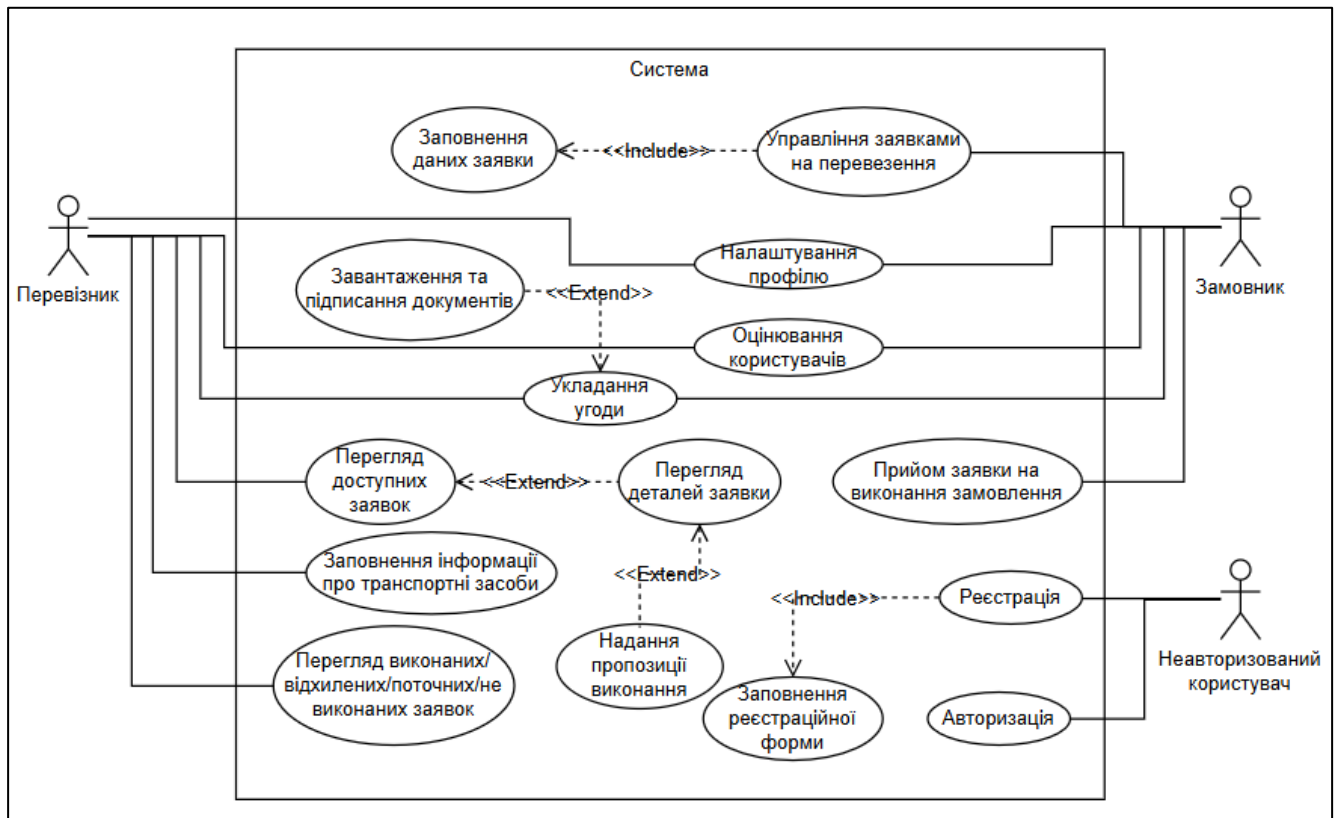 Система
Заповнення
даних заявки
<<Include>>
Управління заявками
на перевезення
Перевізник
Замовник
Налаштування
профілю
Завантаження та
підписання документів
<<Extend>>
Оцінювання
користувачів
Укладання
угоди
Перегляд
доступних
заявок
<<Extend>>
Перегляд
деталей заявки
Прийом заявки на
виконання замовлення
Заповнення інформації
про транспортні засоби
<<Extend>>
<<Include>>
Реєстрація
Неавторизований
користувач
Надання
пропозиції
виконання
Перегляд виконаних/
відхилених/поточних/не
виконаних заявок
Заповнення
реєстраційної
форми
Авторизація